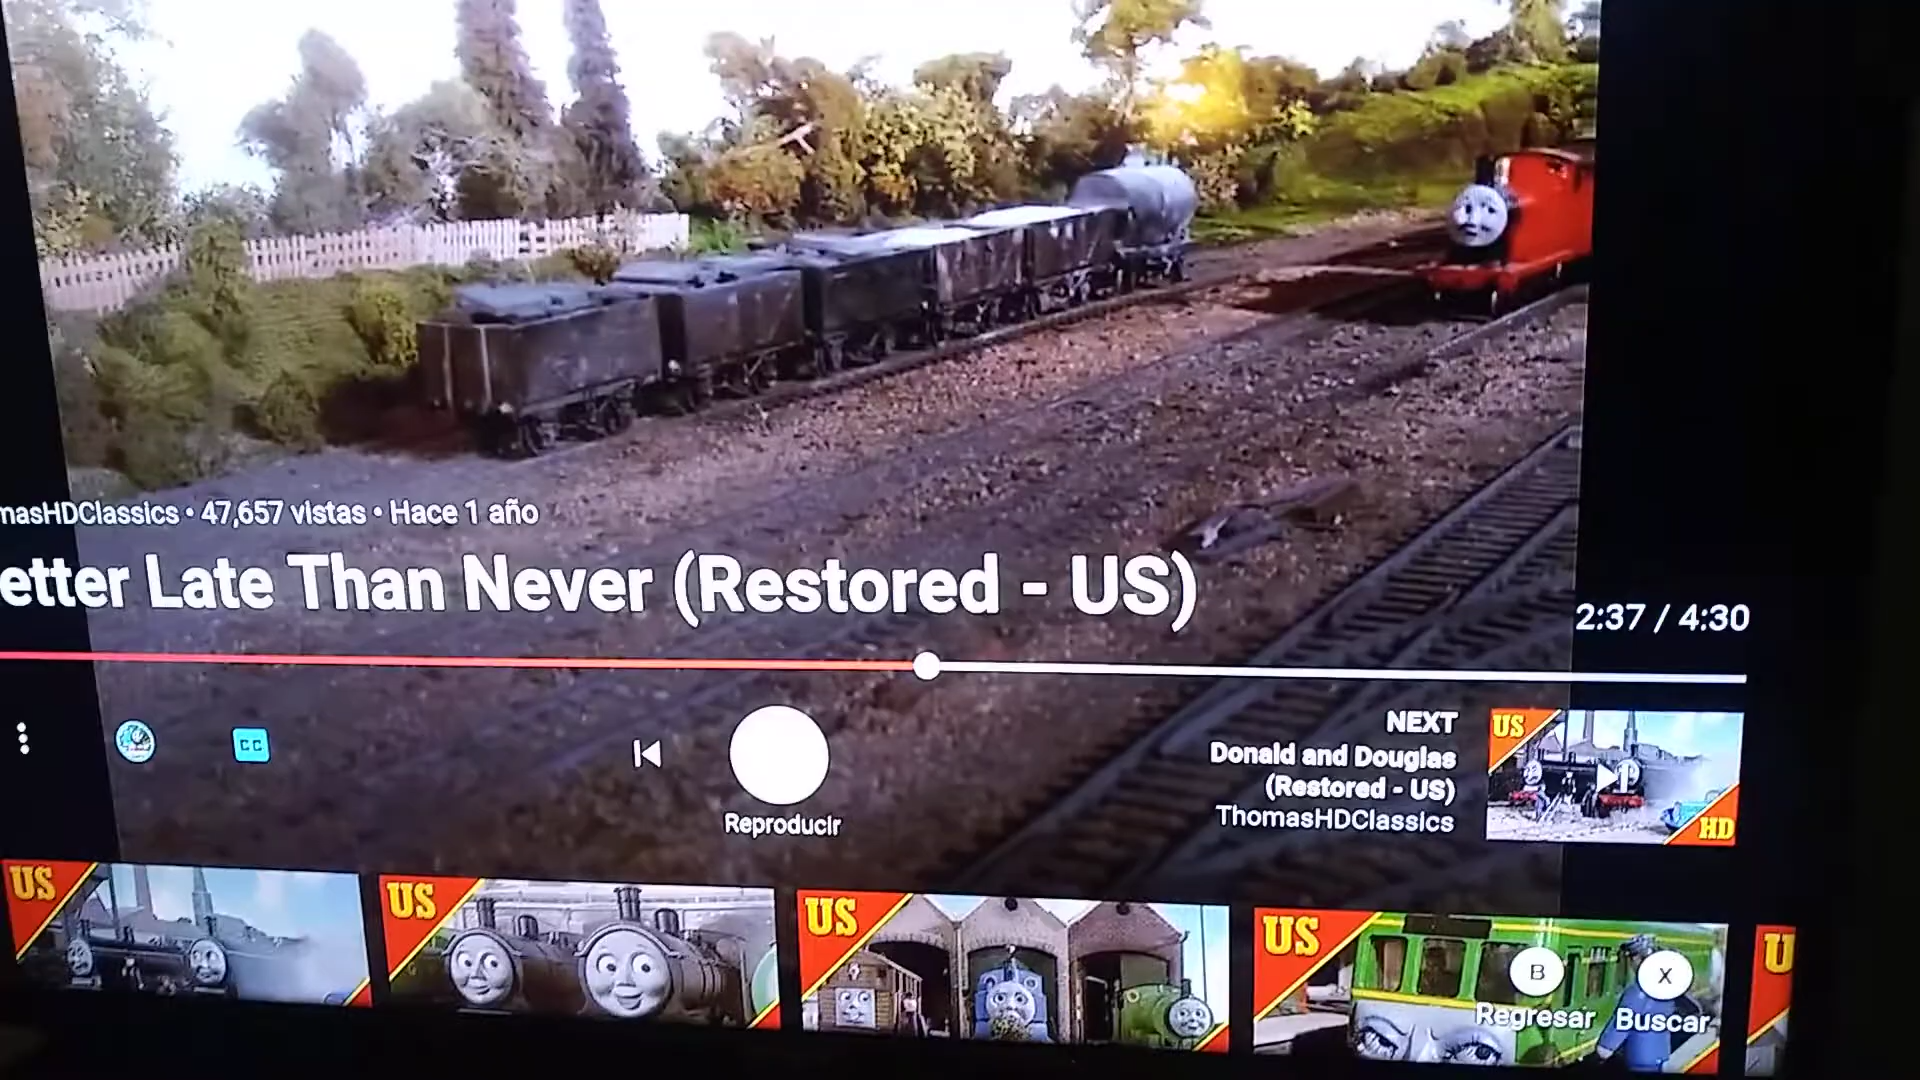 masHDClassics • 47,657 vistas • Hace 1 año
etter Late Than Never (Restored - US)
2:37 / 4:30
CC
Reproducir
NEXT
Donald and Douglas
(Restored - US)
ThomasHDClassics
US
HD
US
US
US
US
U
B
X
Regresar
Buscar